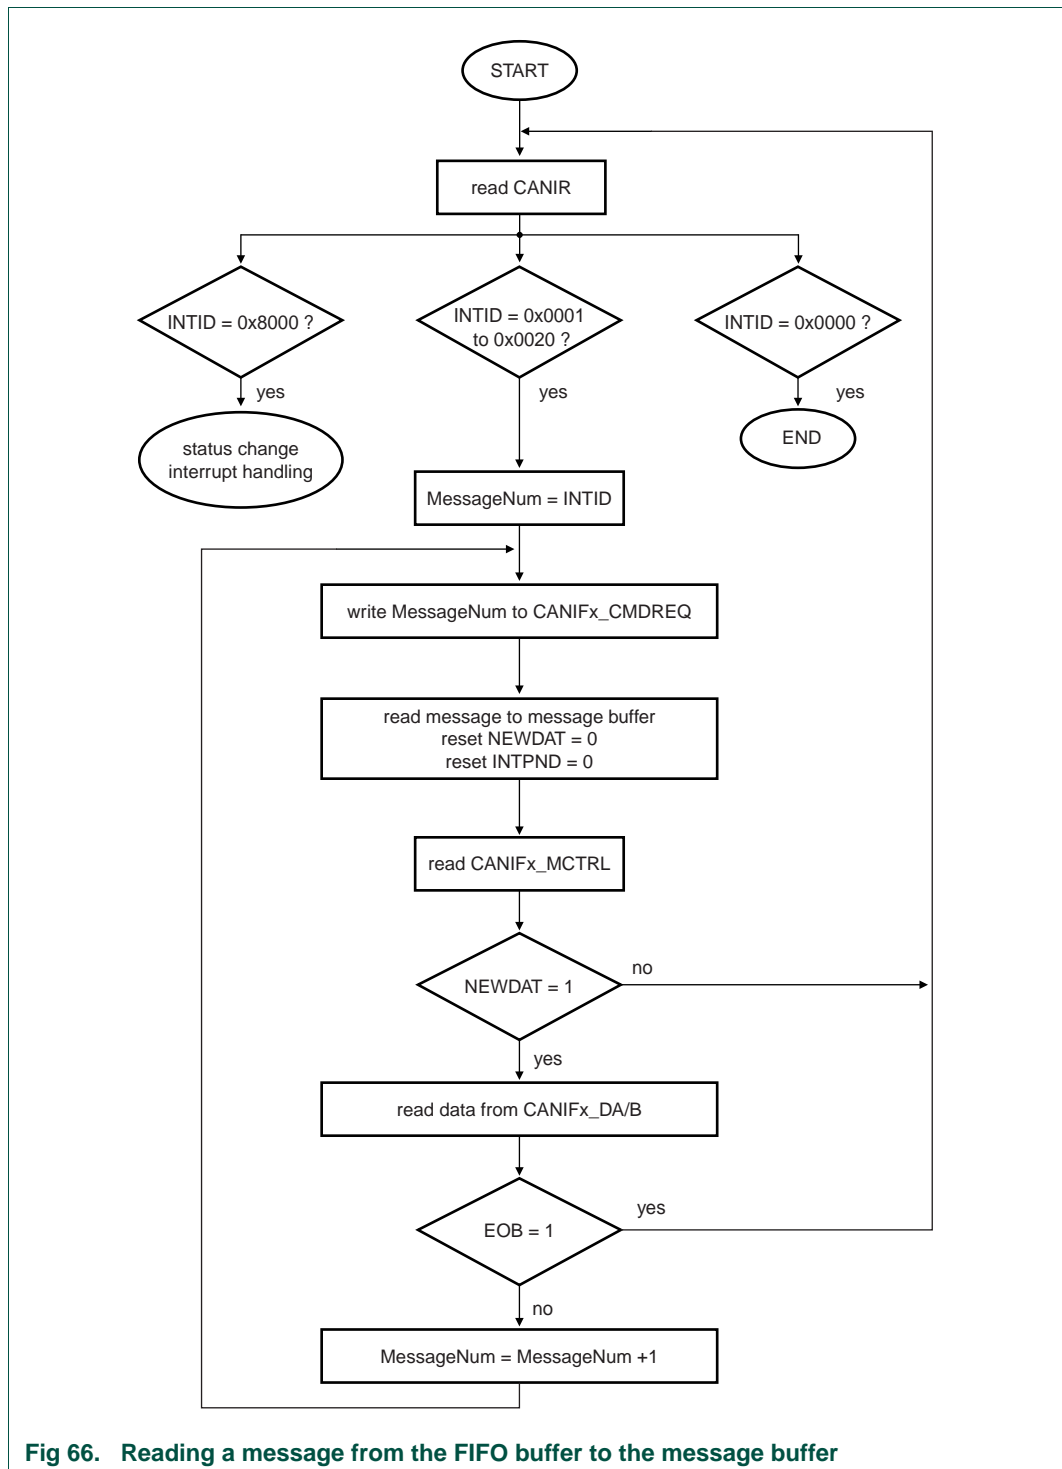 START
read CANIR
INTID = 0x8000 ?
INTID = 0x0001
to 0x0020 ?
INTID = 0x0000 ?
yes
yes
yes
status change
interrupt handling
END
MessageNum = INTID
write MessageNum to CANIFx_CMDREQ
read message to message buffer
reset NEWDAT = 0
reset INTPND = 0
read CANIFx_MCTRL
NEWDAT = 1
no
yes
read data from CANIFx_DA/B
EOB = 1
yes
no
MessageNum = MessageNum +1
Fig 66. Reading a message from the FIFO buffer to the message buffer